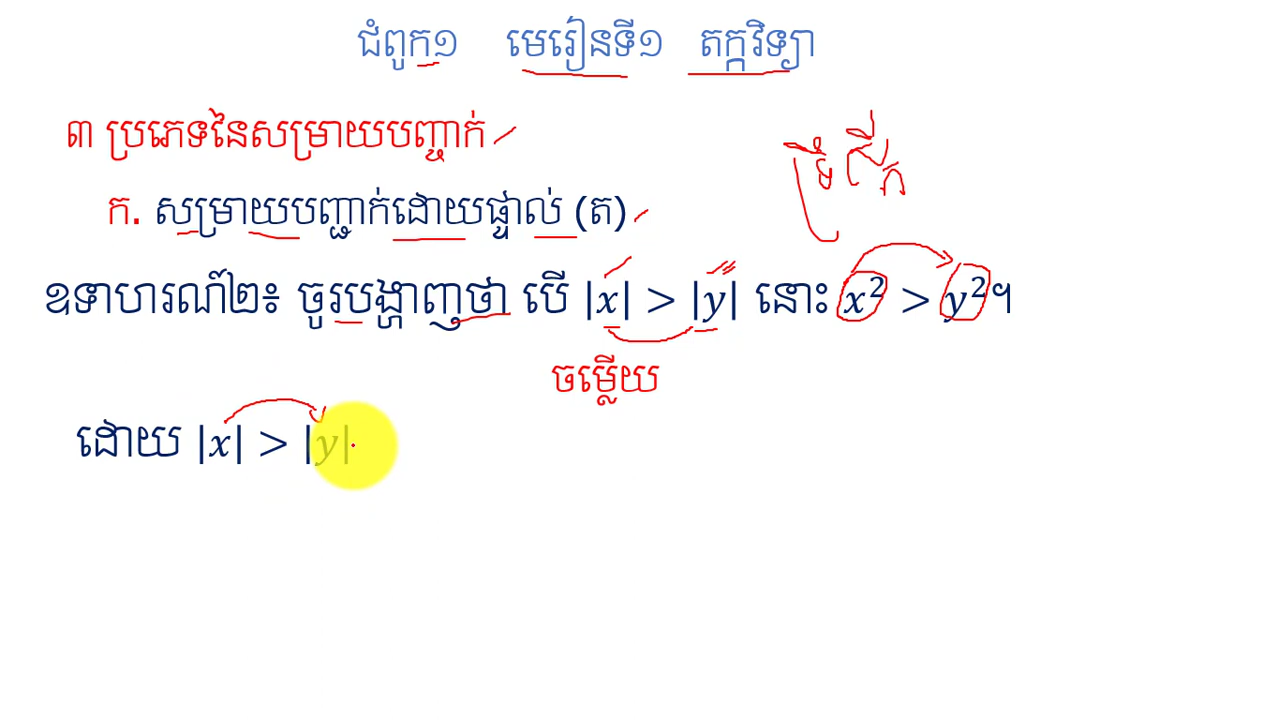 ជំពូក១ មេរៀនទី១ តក្កវិទ្យា
៣ ប្រភេទនៃសម្រាយបញ្ចាក់
ក. សម្រាយបញ្ជាក់ដោយផ្ទាល់ (ត)
ឧទាហរណ៍២៖ ចូរបង្ហាញថា បើ |x| > |y| នោះ x² > y²។
ចម្លើយ
ដោយ |x| > |y|